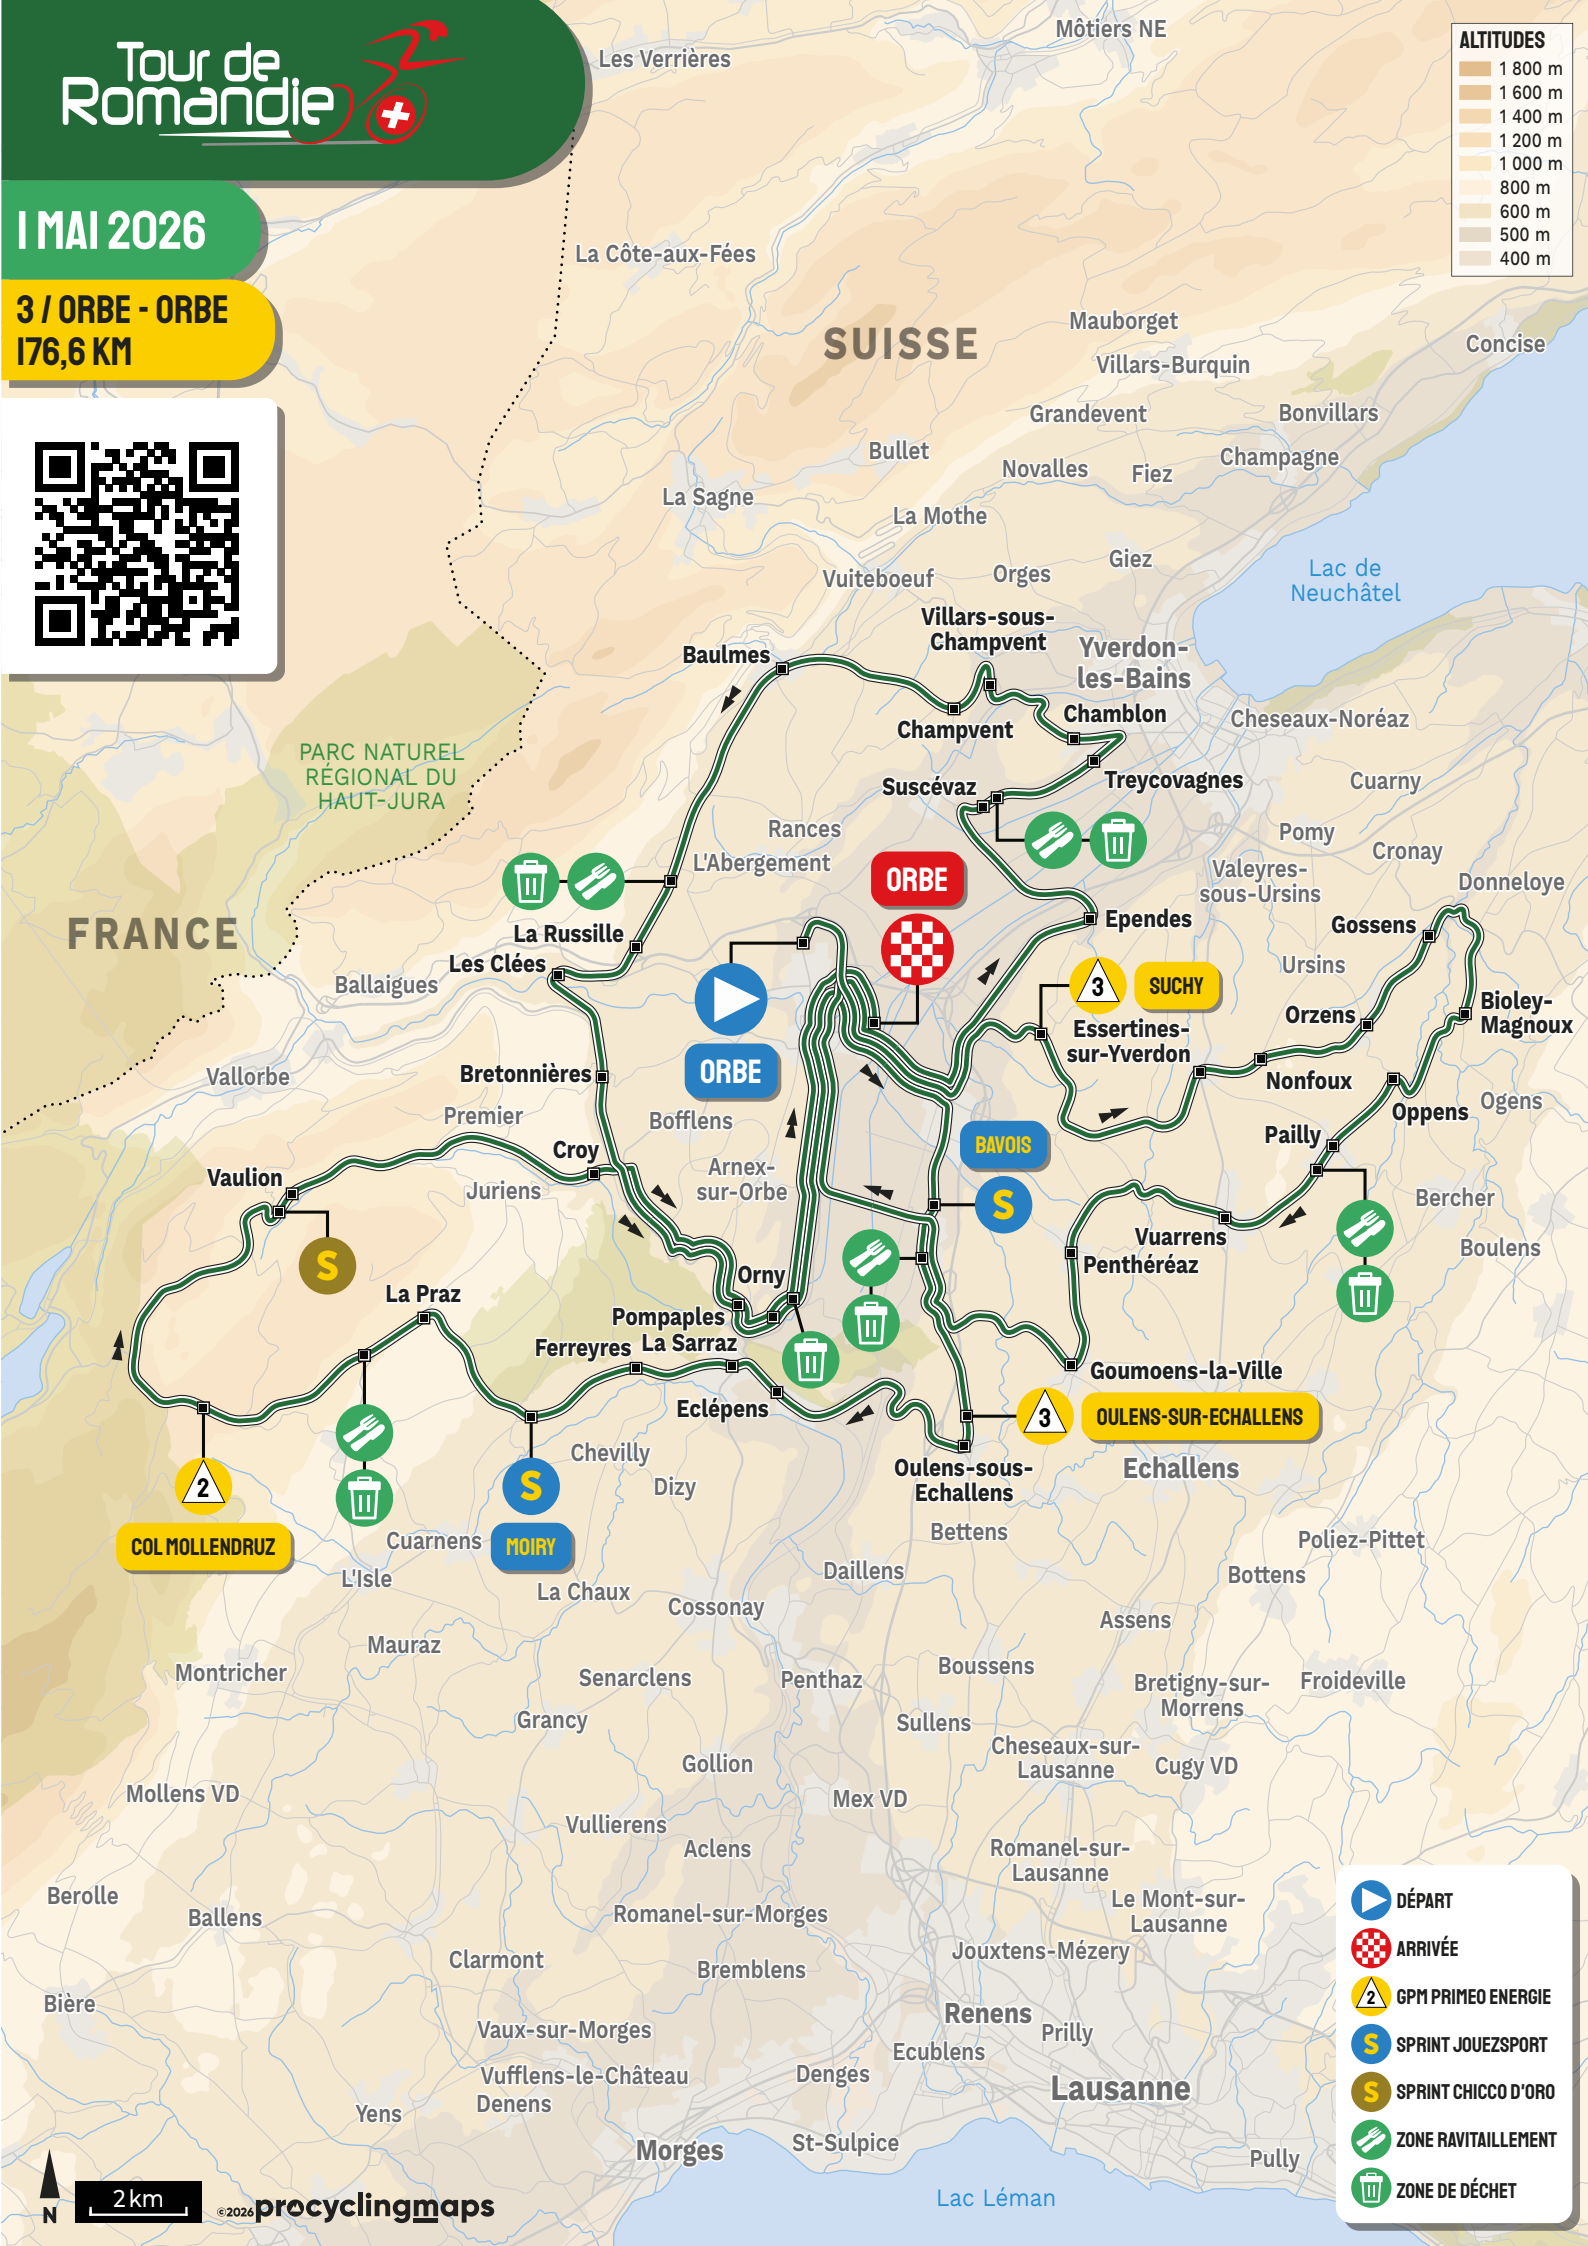 Tour de
Romandie
1 MAI 2026
3 / ORBE - ORBE
176,6 KM
ALTITUDES
1 800 m
1 600 m
1 400 m
1 200 m
1 000 m
800 m
600 m
500 m
400 m
Môtiers NE
Les Verrières
La Côte-aux-Fées
SUISSE
Mauborget
Concise
Villars-Burquin
Grandevent
Bonvillars
Bullet
Champagne
Novalles
Fiez
La Sagne
La Mothe
Giez
Vuiteboeuf
Orges
Lac de
Neuchâtel
Villars-sous-
Champvent
Yverdon-
les-Bains
Baulmes
Champvent
Chamblon
Cheseaux-Noréaz
PARC NATUREL
RÉGIONAL DU
HAUT-JURA
Suscévaz
Treycovagnes
Cuarny
Rances
L'Abergement
Pomy
Cronay
Valeyres-
sous-Ursins
Donneloye
ORBE
FRANCE
La Russille
Les Clées
Ependes
Gossens
Ursins
Ballaigues
3
SUCHY
Bioley-
Magnoux
Orzens
Essertines-
sur-Yverdon
ORBE
Vallorbe
Bretonnières
Nonfoux
Premier
Bofflens
Oppens
Ogens
Croy
BAVOIS
Pailly
Vaulion
Juriens
Arnex-
sur-Orbe
S
Bercher
Vuarrens
Boulens
Penthéréaz
S
Orny
La Praz
Pompaples
La Sarraz
Ferreyres
Goumoens-la-Ville
Eclépens
3
OULENS-SUR-ECHALLENS
Chevilly
Oulens-sous-
Echallens
Echallens
2
S
Dizy
COL MOLLENDRUZ
Cuarnens
MOIRY
Bettens
Poliez-Pittet
L'Isle
La Chaux
Daillens
Bottens
Cossonay
Assens
Mauraz
Montricher
Senarclens
Penthaz
Boussens
Bretigny-sur-
Morrens
Froideville
Grancy
Sullens
Gollion
Cheseaux-sur-
Lausanne
Cugy VD
Mollens VD
Mex VD
Vullierens
Aclens
Romanel-sur-
Lausanne
Berolle
Ballens
Romanel-sur-Morges
Le Mont-sur-
Lausanne
Clarmont
Bremblens
Jouxtens-Mézery
Bière
Renens
Vaux-sur-Morges
Prilly
Ecublens
Vufflens-le-Château
Denens
Denges
Lausanne
Yens
Morges
St-Sulpice
Pully
Lac Léman
DÉPART
ARRIVÉE
2 GPM PRIMEO ENERGIE
S SPRINT JOUEZSPORT
S SPRINT CHICCO D'ORO
ZONE RAVITAILLEMENT
ZONE DE DÉCHET
N
2 km
©2026 procyclingmaps